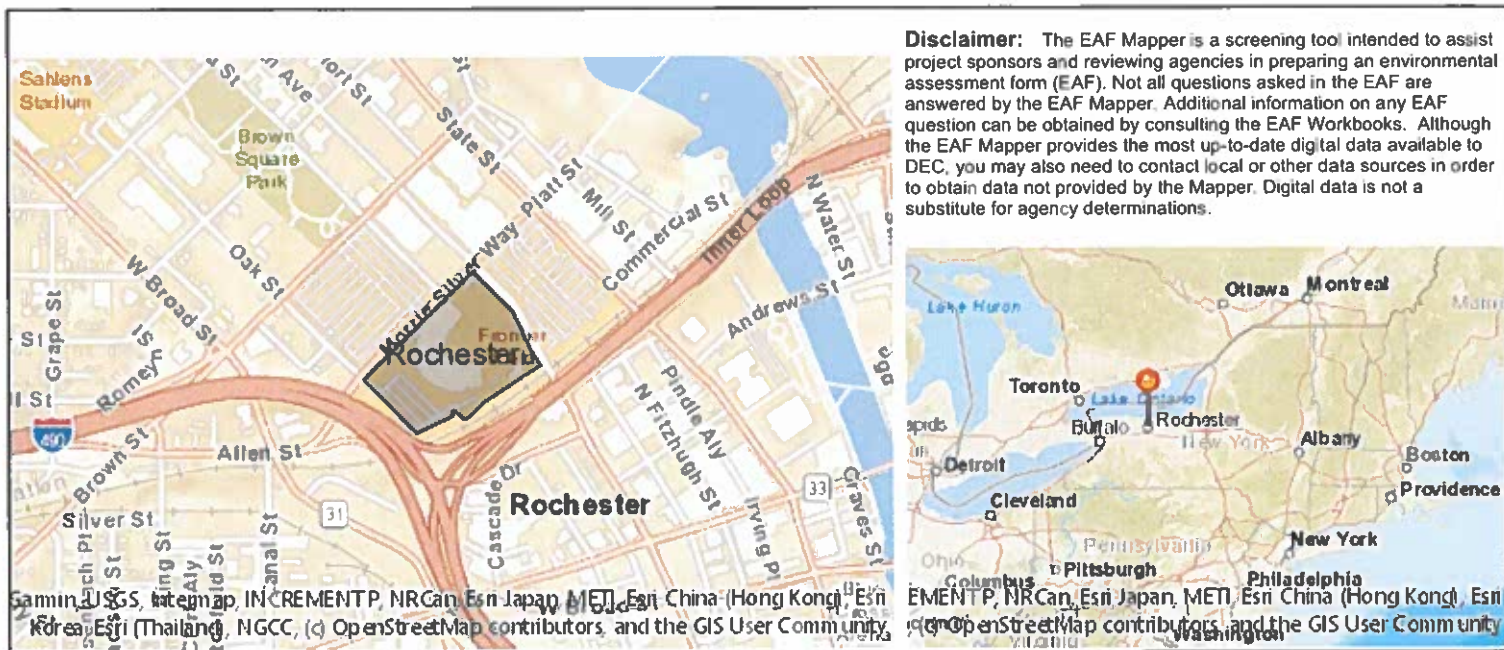 Disclaimer: The EAF Mapper is a screening tool intended to assist
project sponsors and reviewing agencies in preparing an environmental
assessment form (EAF). Not all questions asked in the EAF are
answered by the EAF Mapper. Additional information on any EAF
question can be obtained by consulting the EAF Workbooks. Although
the EAF Mapper provides the most up-to-date digital data available to
DEC, you may also need to contact local or other data sources in order
to obtain data not provided by the Mapper. Digital data is not a
substitute for agency determinations.
Sahlens
Stadium
State St
Brown
Square
Park
Platt St
Mill St
Commercial St
Inner Loop
N Water St
Oak St
W Broad St
Morrie Silver Way
Andrews St
Rochester
Grape St
Romeyn St
490
Brown St
Allen St
N Fitzhugh St
Pindle Aly
Cascade Dr
Rochester
33
31
Irving Pl
Graves St
Silver St
Canal St
Garmin, USGS, Intermap, INCREMENT P, NRCan, Esri Japan, METI, Esri China (Hong Kong), Esri
Korea, Esri (Thailand), NGCC, (c) OpenStreetMap contributors, and the GIS User Community
Ottawa
Montreal
Lake Huron
Toronto
Lake Ontario
Rochester
Buffalo
New York
Albany
Boston
Detroit
Providence
Cleveland
New York
Pennsylvania
Ohio
Pittsburgh
Philadelphia
Columbus
EMENT P, NRCan, Esri Japan, METI, Esri China (Hong Kong), Esri
(c) OpenStreetMap contributors, and the GIS User Community
Washington